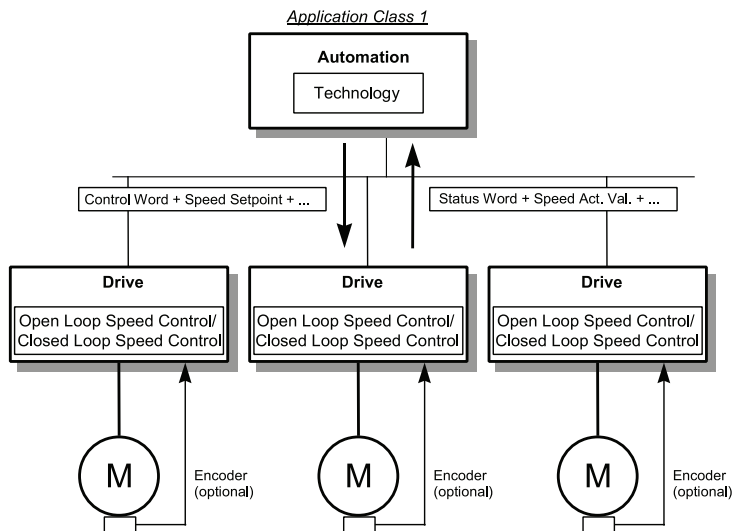 Application Class 1
Automation
Technology
Control Word + Speed Setpoint + ...
Status Word + Speed Act. Val. + ...
Drive
Open Loop Speed Control/
Closed Loop Speed Control
Drive
Open Loop Speed Control/
Closed Loop Speed Control
Drive
Open Loop Speed Control/
Closed Loop Speed Control
M
Encoder
(optional)
M
Encoder
(optional)
M
Encoder
(optional)